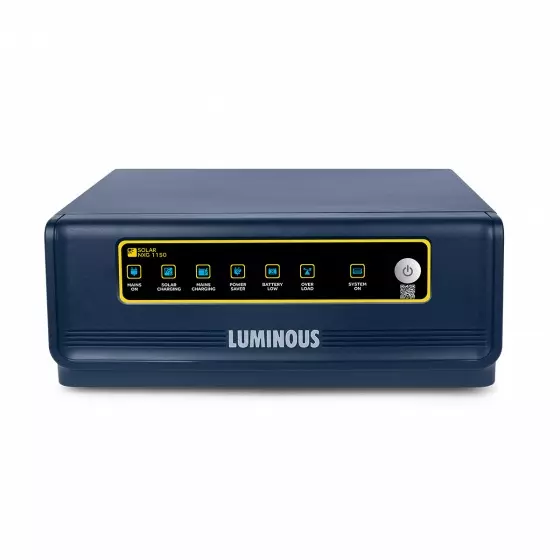 SOLAR
NXG 1150
MAINS
ON
SOLAR
CHARGING
MAINS
CHARGING
POWER
SAVER
BATTERY
LOW
OVER
LOAD
SYSTEM
ON
LUMINOUS